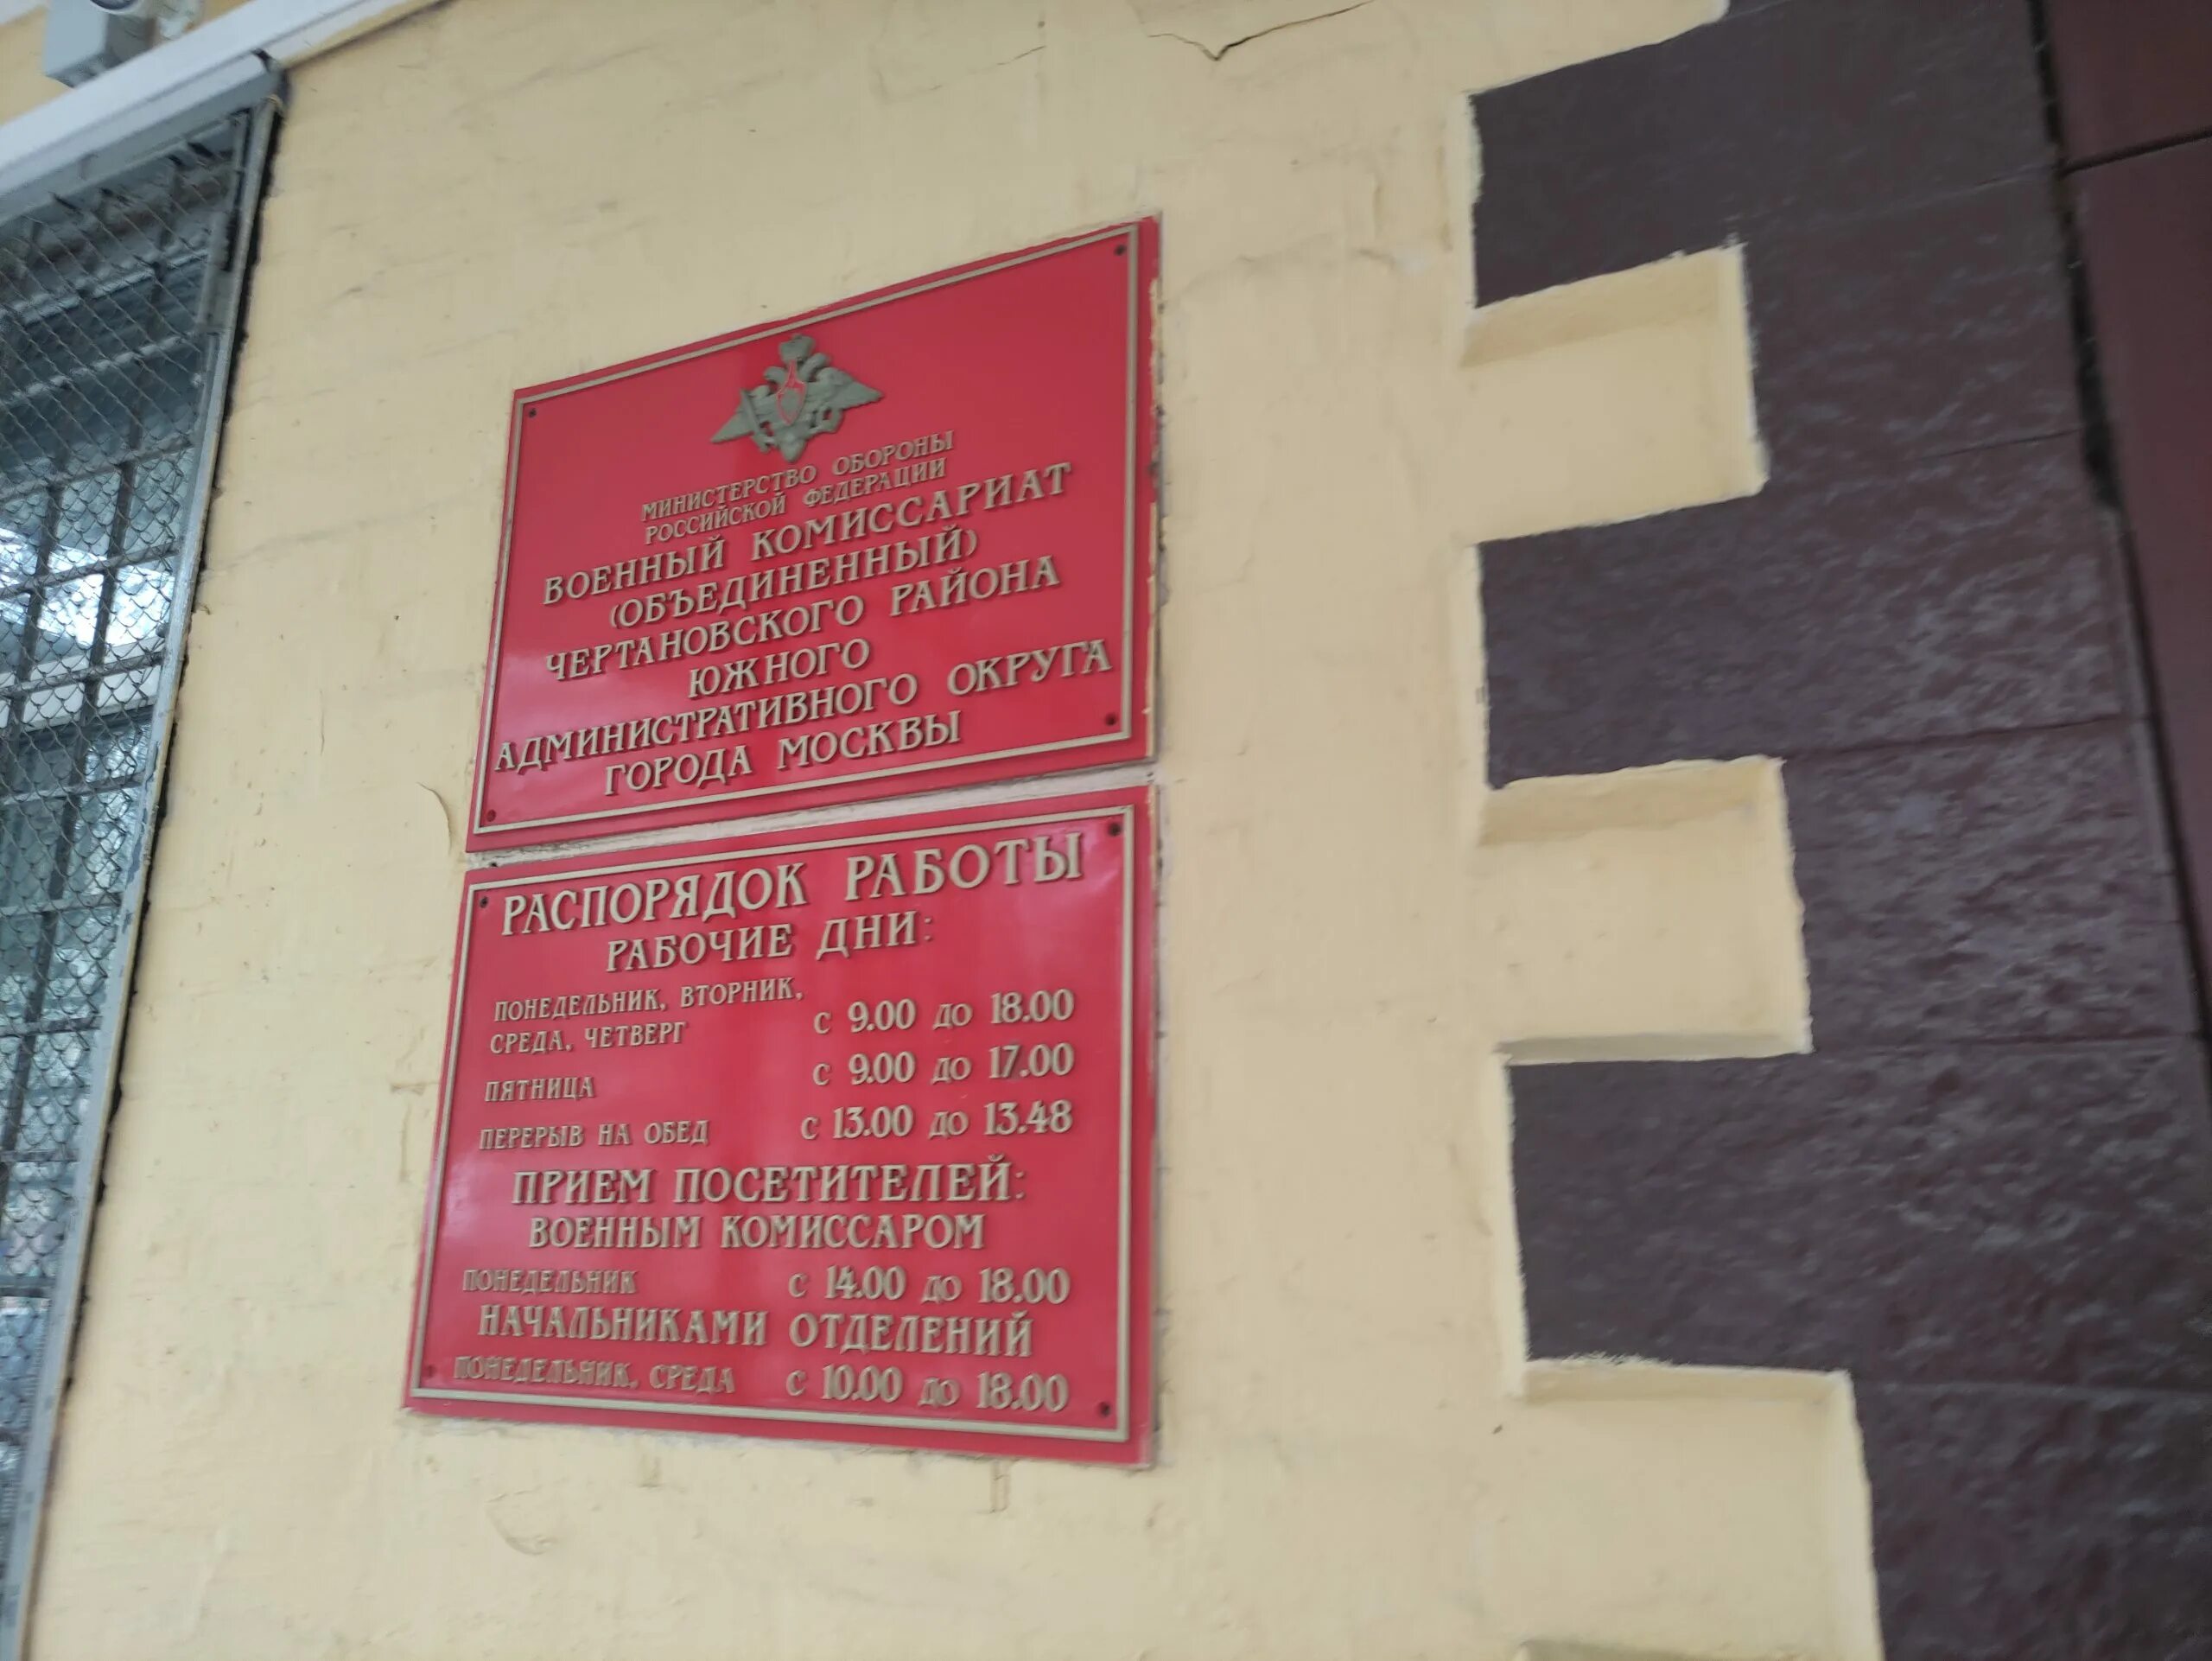 МИНИСТЕРСТВО ОБОРОНЫ
РОССИЙСКОЙ ФЕДЕРАЦИИ
ВОЕННЫЙ КОМИССАРИАТ
(ОБЪЕДИНЕННЫЙ)
ЧЕРТАНОВСКОГО РАЙОНА
ЮЖНОГО
АДМИНИСТРАТИВНОГО ОКРУГА
ГОРОДА МОСКВЫ
РАСПОРЯДОК РАБОТЫ
РАБОЧИЕ ДНИ:
ПОНЕДЕЛЬНИК, ВТОРНИК,
СРЕДА, ЧЕТВЕРГ С 9.00 ДО 18.00
ПЯТНИЦА С 9.00 ДО 17.00
ПЕРЕРЫВ НА ОБЕД С 13.00 ДО 13.48
ПРИЕМ ПОСЕТИТЕЛЕЙ:
ВОЕННЫМ КОМИССАРОМ
ПОНЕДЕЛЬНИК С 14.00 ДО 18.00
НАЧАЛЬНИКАМИ ОТДЕЛЕНИЙ
ПОНЕДЕЛЬНИК, СРЕДА С 10.00 ДО 18.00